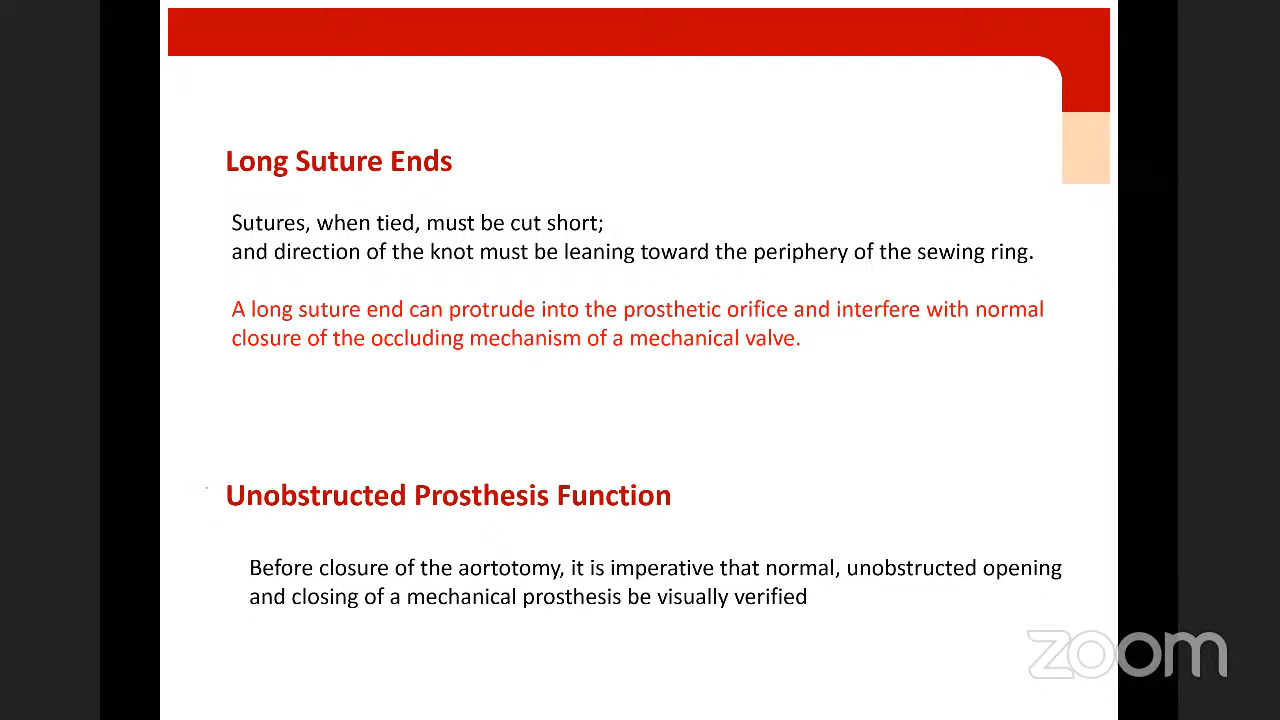 Long Suture Ends
Sutures, when tied, must be cut short;
and direction of the knot must be leaning toward the periphery of the sewing ring.
A long suture end can protrude into the prosthetic orifice and interfere with normal
closure of the occluding mechanism of a mechanical valve.
Unobstructed Prosthesis Function
Before closure of the aortotomy, it is imperative that normal, unobstructed opening
and closing of a mechanical prosthesis be visually verified
zoom